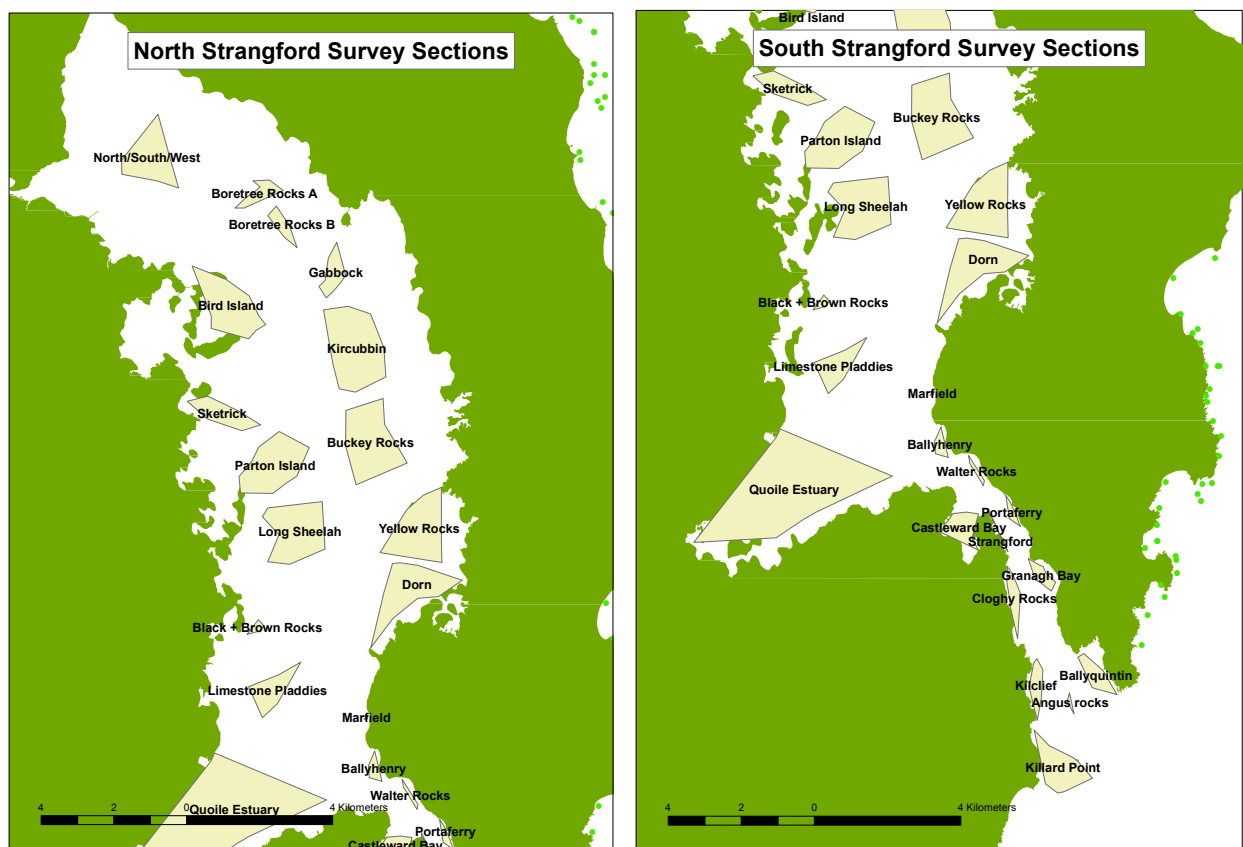 North Strangford Survey Sections
North/South/West
Boretree Rocks A
Boretree Rocks B
Gabbock
Bird Island
Kircubbin
Sketrick
Buckey Rocks
Parton Island
Long Sheelah
Yellow Rocks
Dorn
Black + Brown Rocks
Limestone Pladdies
Marfield
Ballyhenry
Walter Rocks
Quoile Estuary
4 2 0 4 Kilometers
Portaferry
Castleward Bay
Bird Island
South Strangford Survey Sections
Sketrick
Buckey Rocks
Parton Island
Long Sheelah
Yellow Rocks
Dorn
Black + Brown Rocks
Limestone Pladdies
Marfield
Ballyhenry
Walter Rocks
Quoile Estuary
Portaferry
Castleward Bay
Strangford
Granagh Bay
Cloghy Rocks
Ballyquintin
Kilclief
Angus rocks
Killard Point
4 2 0 4 Kilometers